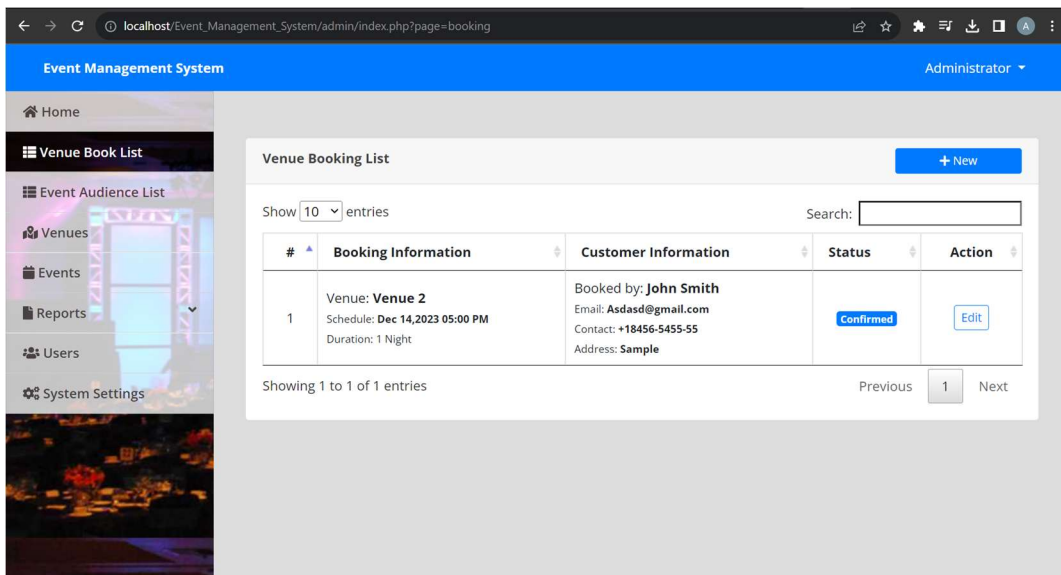 localhost/Event_Management_System/admin/index.php?page=booking
A
Event Management System
Administrator
Home
Venue Book List
Event Audience List
Venues
Events
Reports
Users
System Settings
Venue Booking List
+ New
Show 10 entries
Search:
# Booking Information Customer Information Status Action
1
Venue: Venue 2
Schedule: Dec 14,2023 05:00 PM
Duration: 1 Night
Booked by: John Smith
Email: Asdasd@gmail.com
Contact: +18456-5455-55
Address: Sample
Confirmed
Edit
Showing 1 to 1 of 1 entries
Previous 1 Next